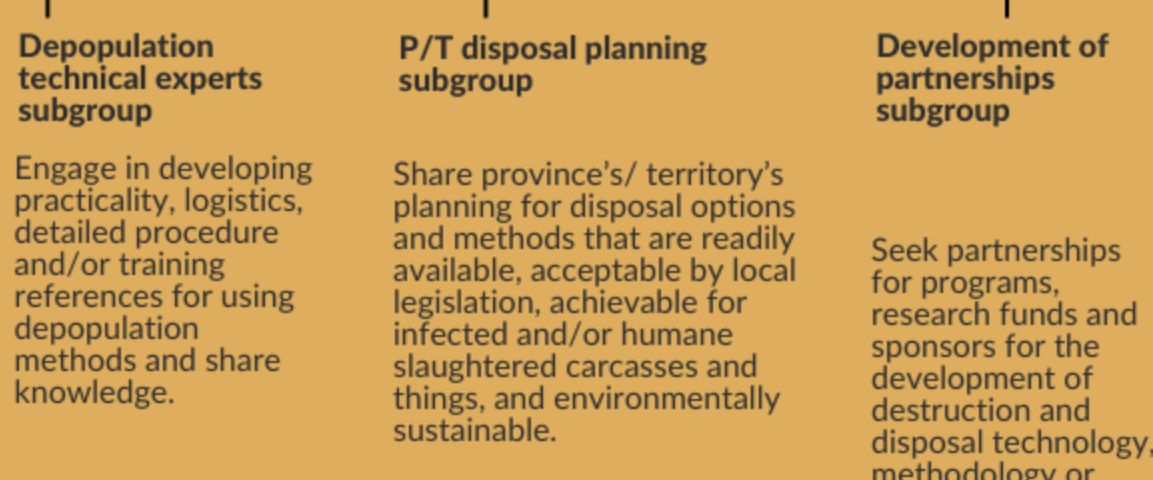 Depopulation
technical experts
subgroup
Engage in developing
practicality, logistics,
detailed procedure
and/or training
references for using
depopulation
methods and share
knowledge.
P/T disposal planning
subgroup
Share province’s/ territory’s
planning for disposal options
and methods that are readily
available, acceptable by local
legislation, achievable for
infected and/or humane
slaughtered carcasses and
things, and environmentally
sustainable.
Development of
partnerships
subgroup
Seek partnerships
for programs,
research funds and
sponsors for the
development of
destruction and
disposal technology,
methodology or